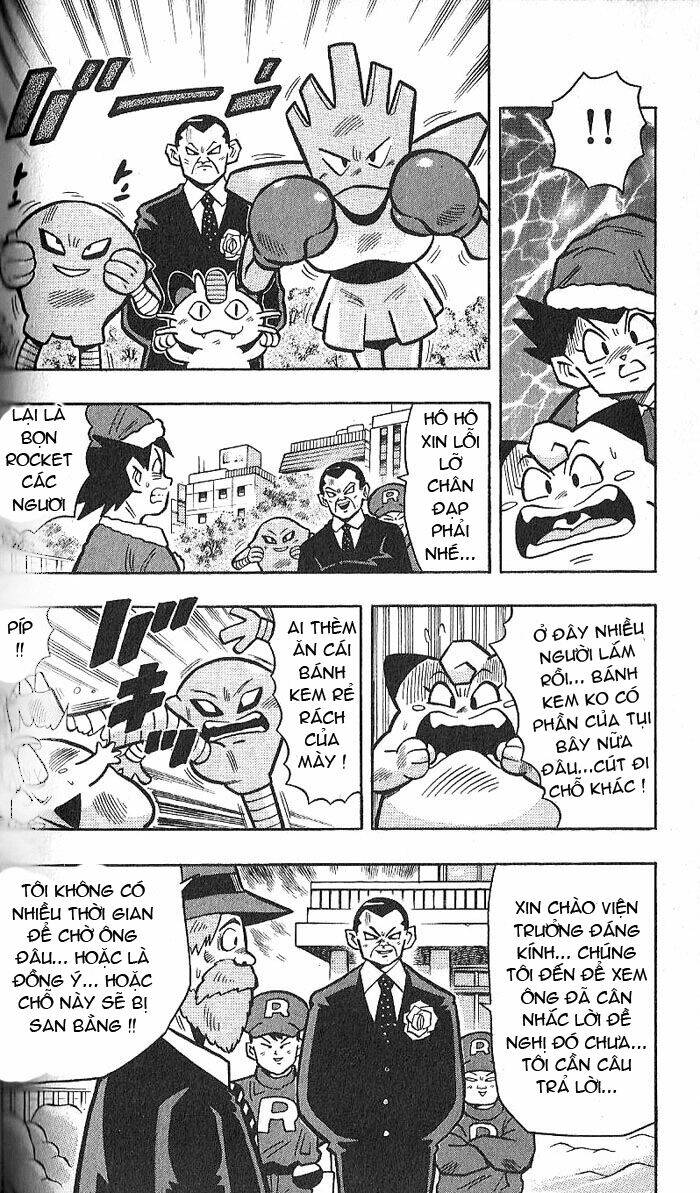 !!
ガーン
LẠI LÀ
BỌN
ROCKET
CÁC
NGƯƠI
HÔ HÔ
XIN LỖI
LỠ
CHÂN
ĐẠP
PHẢI
NHÉ...
PÍP
!!
AI THÈM
ĂN CÁI
BÁNH
KEM RẺ
RÁCH
CỦA
MÀY !
Ở ĐÂY NHIỀU
NGƯỜI LẮM
RỒI... BÁNH
KEM KO CÓ
PHẦN CỦA TỤI
BÂY NỮA
ĐÂU...CÚT ĐI
CHỖ KHÁC !
TÔI KHÔNG CÓ
NHIỀU THỜI GIAN
ĐỂ CHỜ ÔNG
ĐÂU... HOẶC LÀ
ĐỒNG Ý... HOẶC
CHỖ NÀY SẼ BỊ
SAN BẰNG !!
XIN CHÀO VIỆN
TRƯỞNG ĐÁNG
KÍNH... CHÚNG
TÔI ĐẾN ĐỂ XEM
ÔNG ĐÃ CÂN
NHẮC LỜI ĐỀ
NGHỊ ĐÓ CHƯA...
TÔI CẦN CÂU
TRẢ LỜI...
R
R
R
R